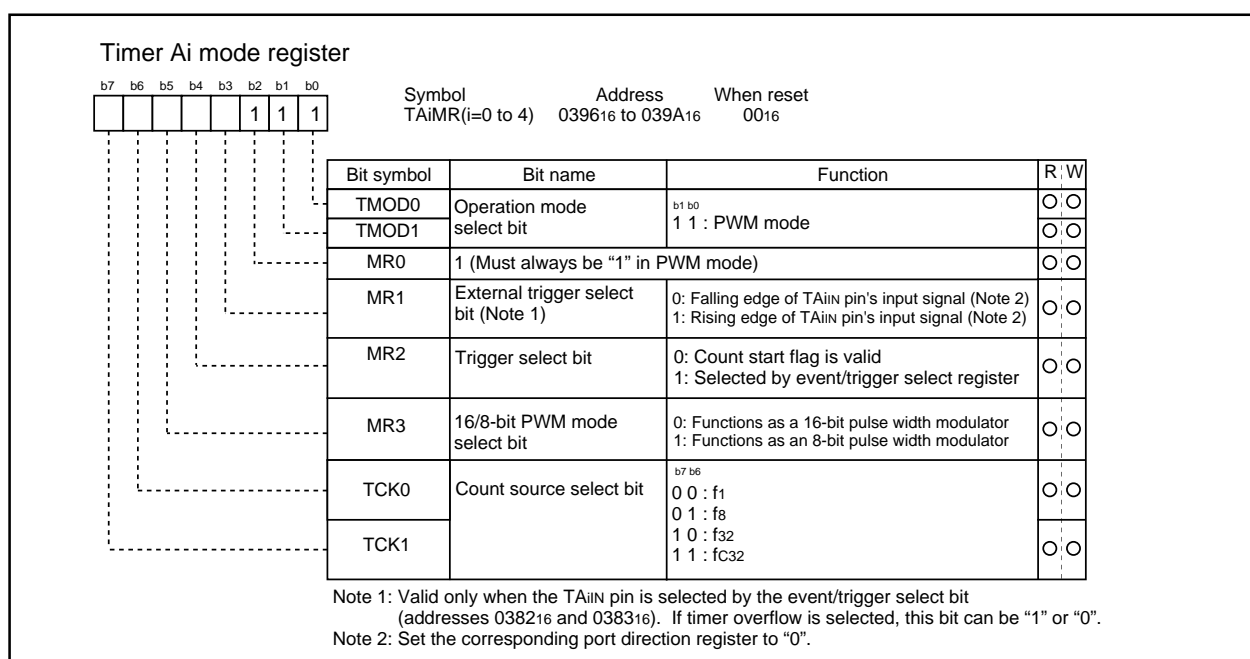 Timer Ai mode register
b7 b6 b5 b4 b3 b2 b1 b0
1 1 1
Symbol Address When reset
TAiMR(i=0 to 4) 039616 to 039A16 0016
Bit symbol Bit name Function R W
TMOD0 Operation mode select bit b1 b0
TMOD1 1 1 : PWM mode
MR0 1 (Must always be “1” in PWM mode)
MR1 External trigger select bit (Note 1) 0: Falling edge of TAiIN pin’s input signal (Note 2)
1: Rising edge of TAiIN pin’s input signal (Note 2)
MR2 Trigger select bit 0: Count start flag is valid
1: Selected by event/trigger select register
MR3 16/8-bit PWM mode select bit 0: Functions as a 16-bit pulse width modulator
1: Functions as an 8-bit pulse width modulator
b7 b6
TCK0 Count source select bit 0 0 : f1
0 1 : f8
TCK1 1 0 : f32
1 1 : fC32
Note 1: Valid only when the TAiIN pin is selected by the event/trigger select bit
(addresses 038216 and 038316). If timer overflow is selected, this bit can be “1” or “0”.
Note 2: Set the corresponding port direction register to “0”.